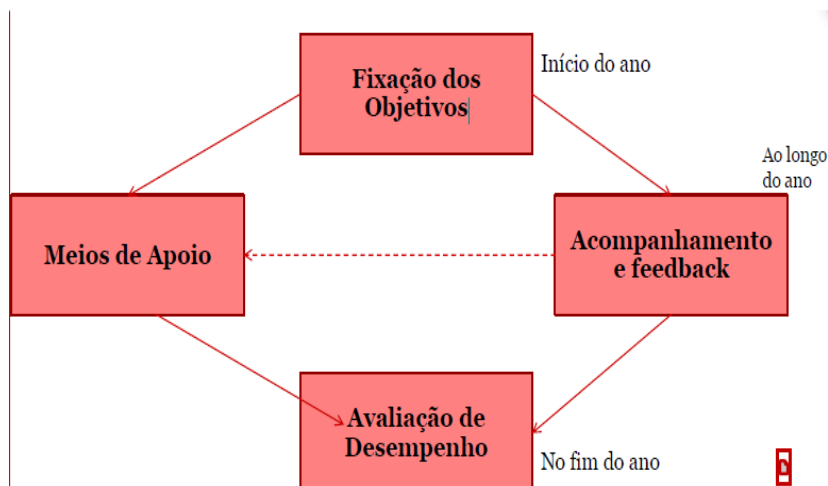 Fixação dos
Objetivos
Início do ano
Ao longo
do ano
Meios de Apoio
Acompanhamento
e feedback
Avaliação de
Desempenho
No fim do ano